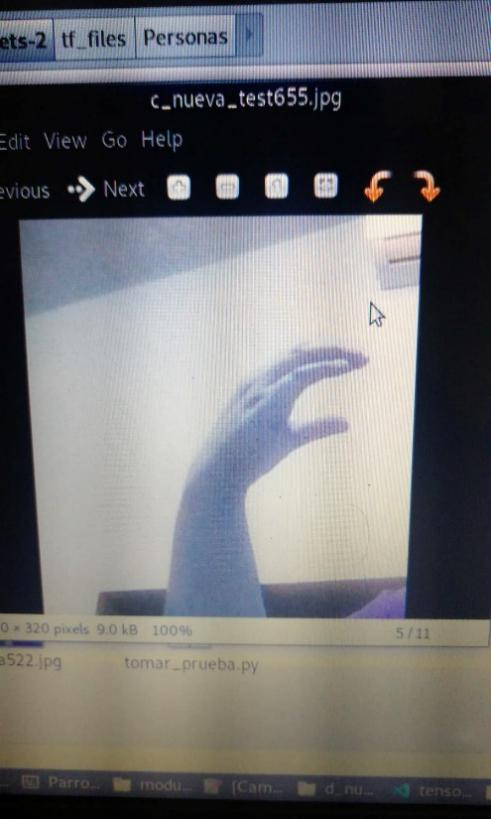 ets-2 tf_files Personas
c_nueva_test655.jpg
Edit View Go Help
evious Next
0 × 320 pixels 9.0 kB 100% 5 / 11
a522.jpg tomar_prueba.py
Parro... modu... [Cam... d_nu... tenso...